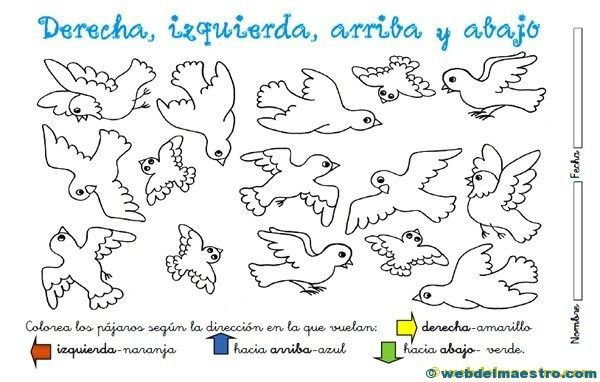 Derecha, izquierda, arriba y abajo
Fecha
Nombre
Colorea los pájaros según la dirección en la que vuelan:
derecha-amarillo
izquierda-naranja
hacia arriba-azul
hacia abajo- verde.
© webdelmaestro.com